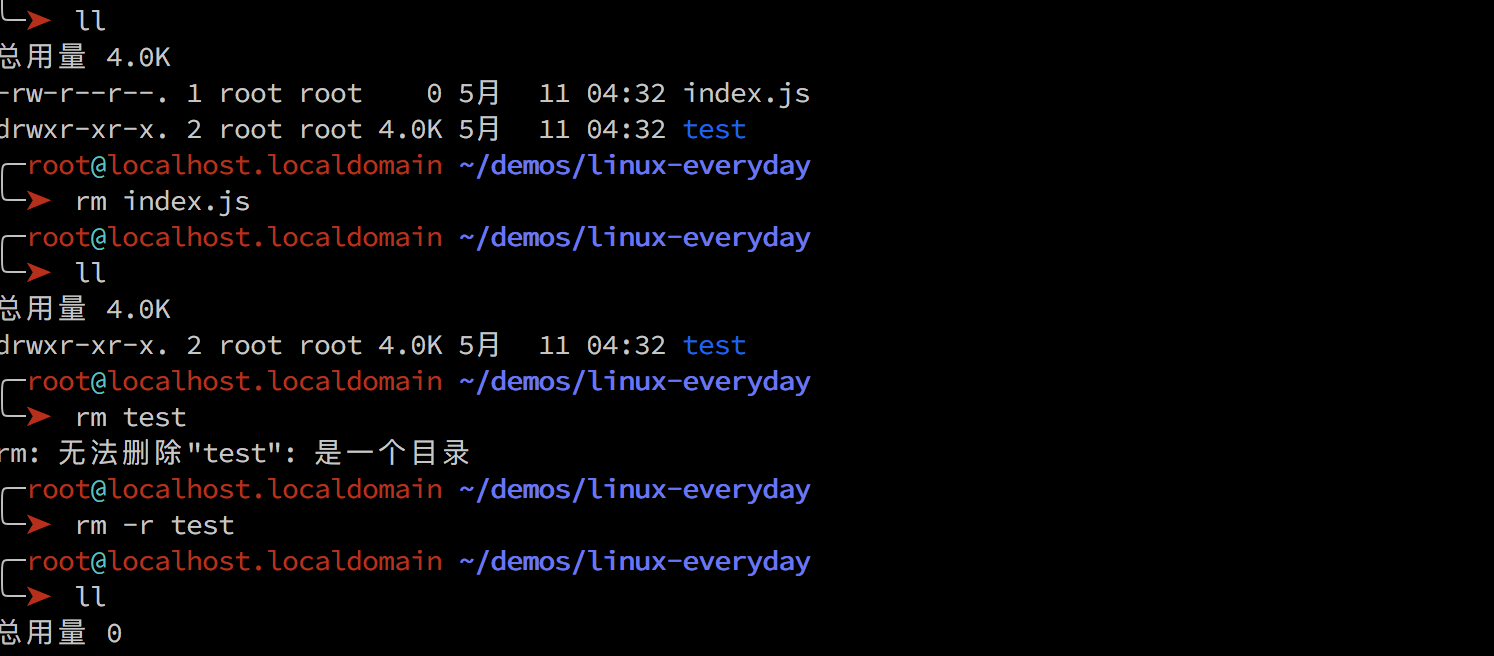 ll
总用量 4.0K
-rw-r--r--. 1 root root    0 5月  11 04:32 index.js
drwxr-xr-x. 2 root root 4.0K 5月  11 04:32 test
root@localhost.localdomain ~/demos/linux-everyday
rm index.js
root@localhost.localdomain ~/demos/linux-everyday
ll
总用量 4.0K
drwxr-xr-x. 2 root root 4.0K 5月  11 04:32 test
root@localhost.localdomain ~/demos/linux-everyday
rm test
rm: 无法删除"test": 是一个目录
root@localhost.localdomain ~/demos/linux-everyday
rm -r test
root@localhost.localdomain ~/demos/linux-everyday
ll
总用量 0